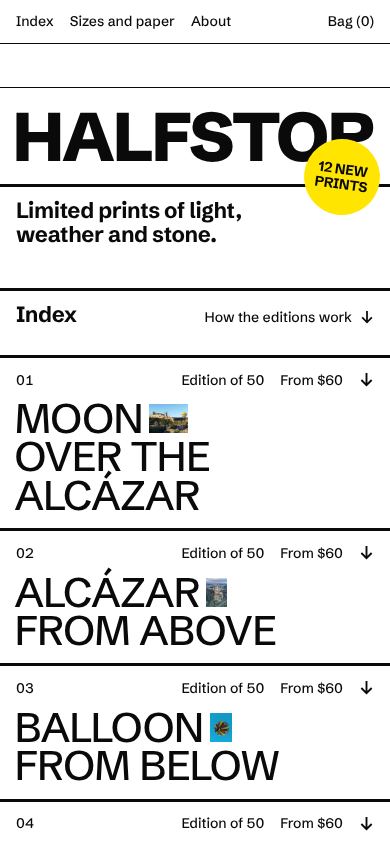 Index Sizes and paper About Bag (0)
HALFSTOR
12 NEW
PRINTS
Limited prints of light,
weather and stone.
Index How the editions work ↓
01 Edition of 50 From $60 ↓
MOON
OVER THE
ALCÁZAR
02 Edition of 50 From $60 ↓
ALCÁZAR
FROM ABOVE
03 Edition of 50 From $60 ↓
BALLOON
FROM BELOW
04 Edition of 50 From $60 ↓